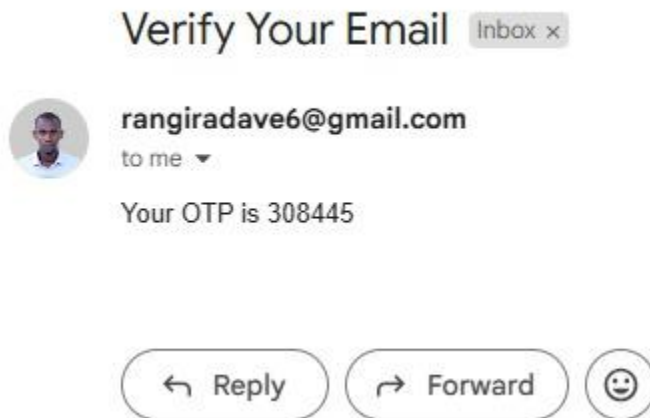 Verify Your Email Inbox ×
rangiradave6@gmail.com
to me
Your OTP is 308445
Reply Forward